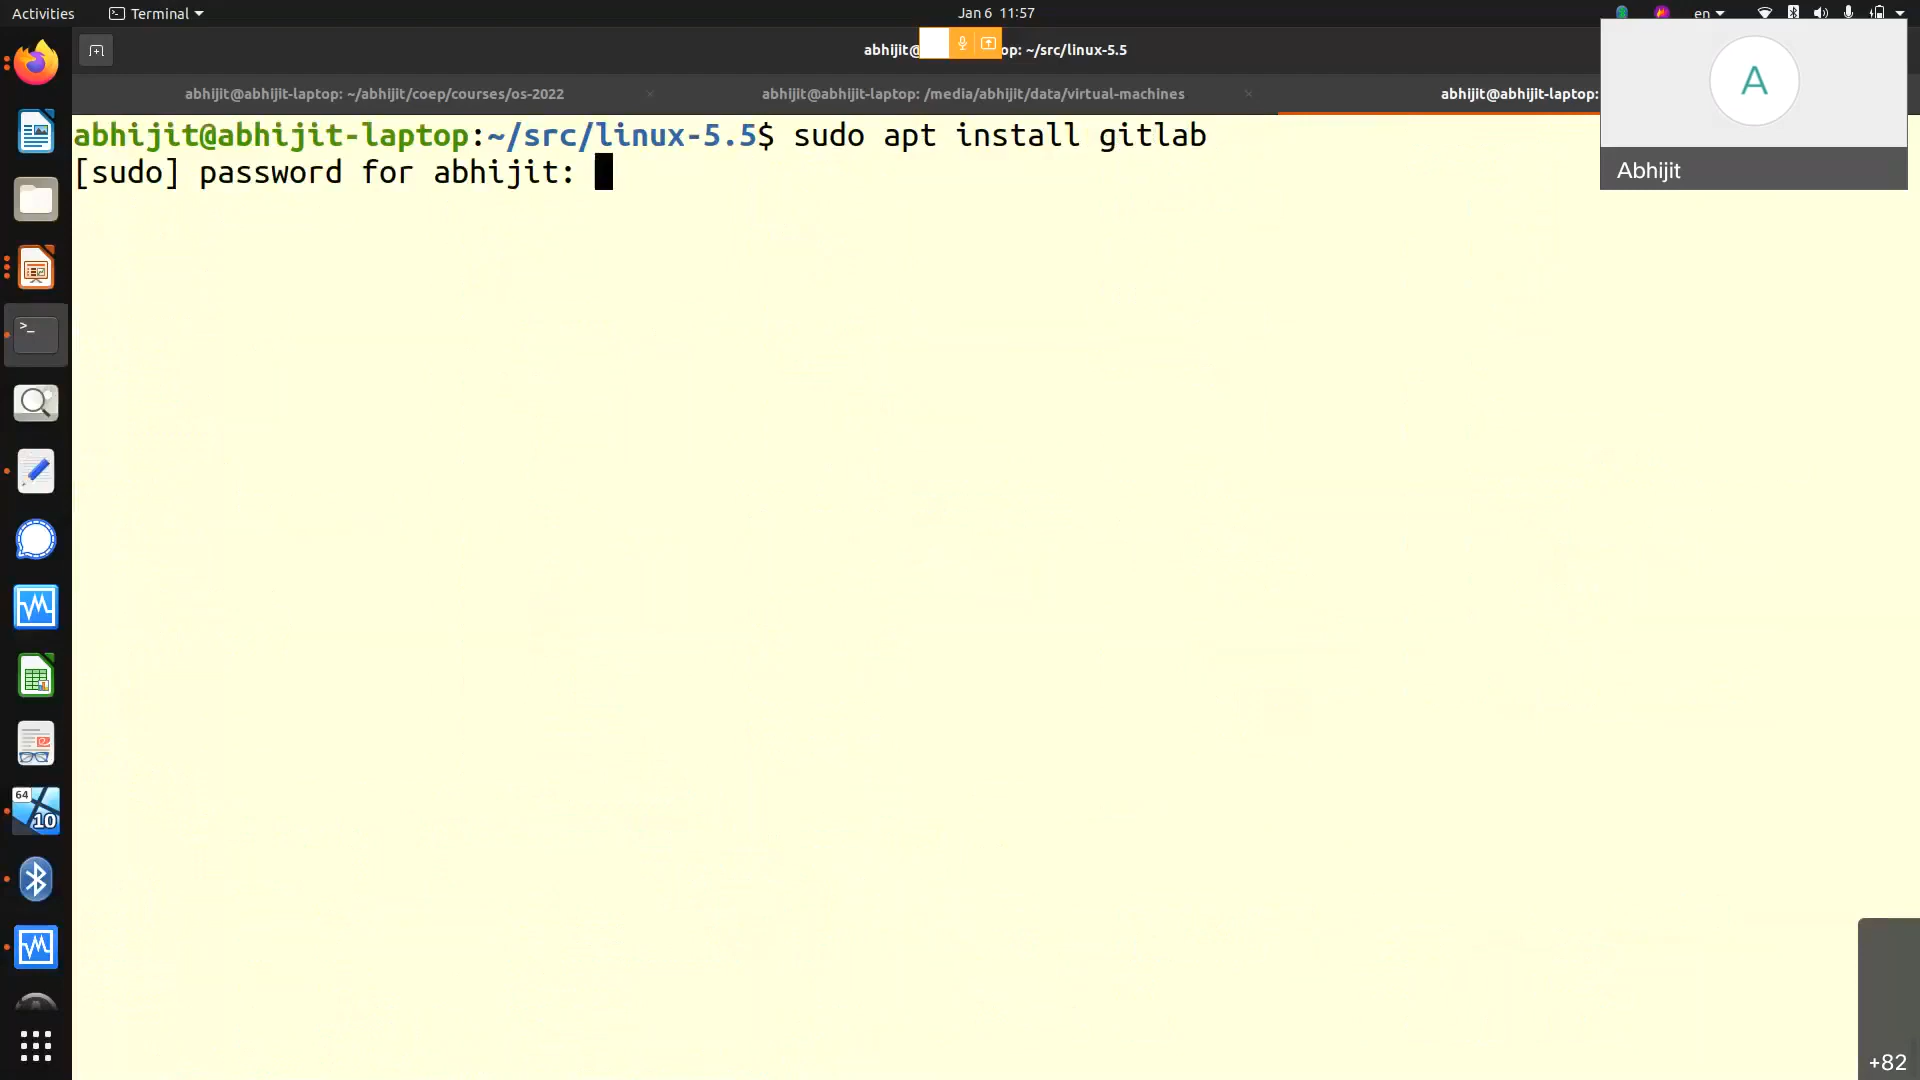 Activities
Terminal
Jan 6 11:57
en
abhijit@
op: ~/src/linux-5.5
abhijit@abhijit-laptop: ~/abhijit/coep/courses/os-2022
abhijit@abhijit-laptop: /media/abhijit/data/virtual-machines
abhijit@abhijit-laptop:
abhijit@abhijit-laptop:~/src/linux-5.5$ sudo apt install gitlab
[sudo] password for abhijit:
A
Abhijit
>_
64
10
+82